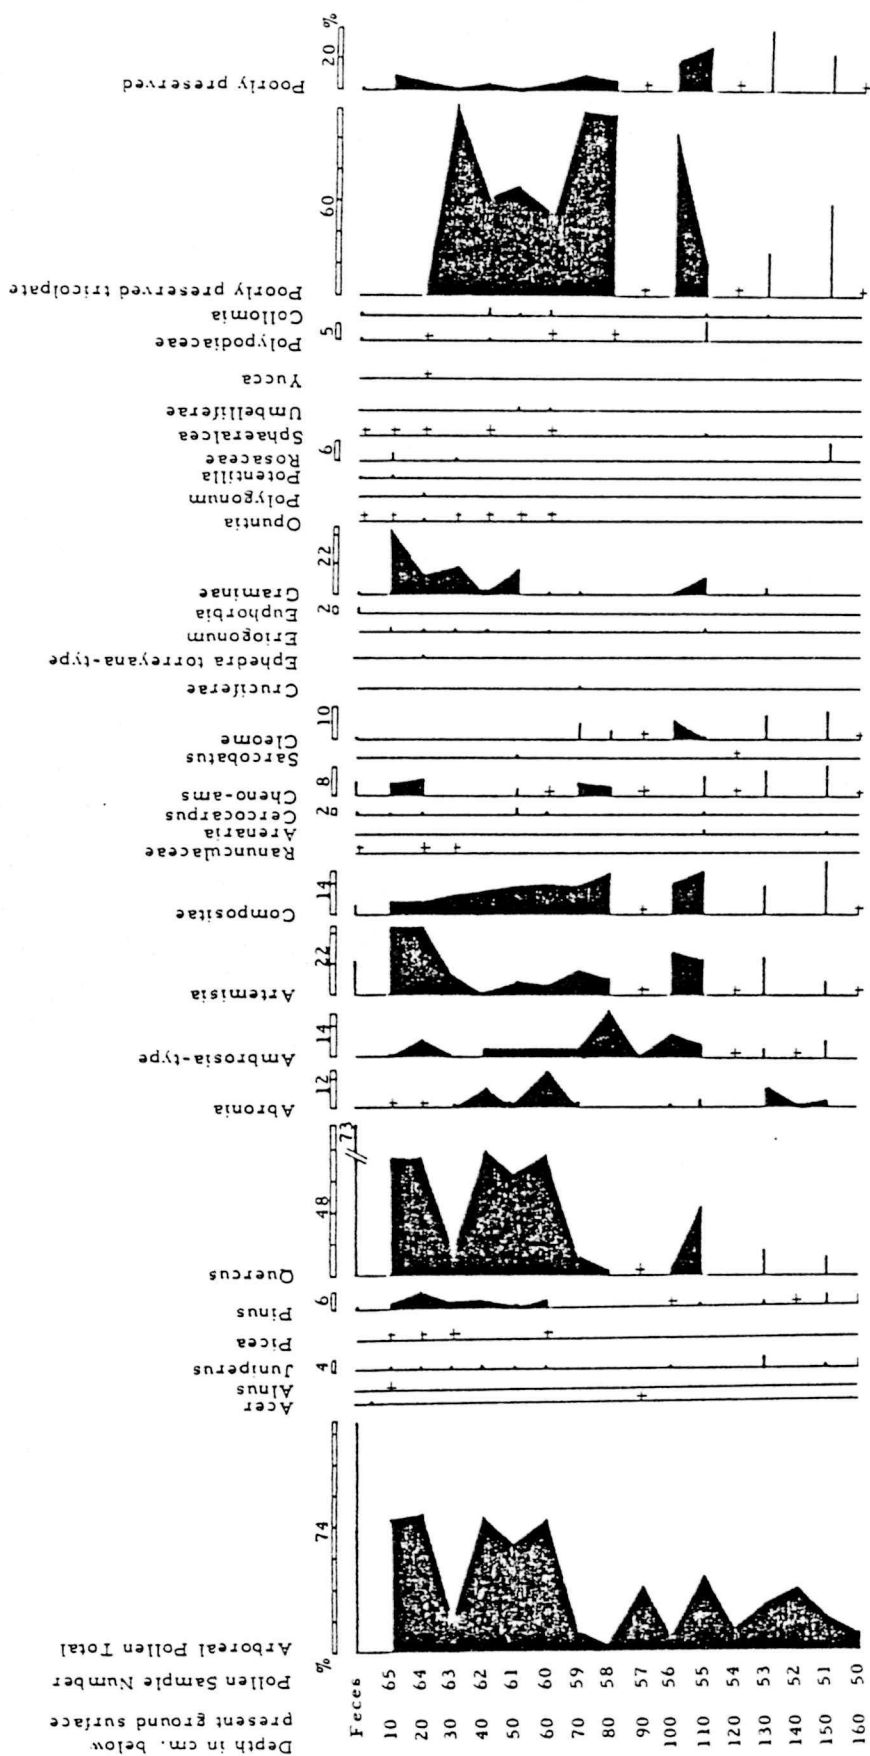 %
Poorly preserved 20
Poorly preserved tricolpate 60
Collomia
Polypodiaceae 5
Yucca
Umbelliferae
Sphaeralcea
Rosaceae 6
Potentilla
Polygonum
Opuntia
Graminae 22
Euphorbia 2
Eriogonum
Ephedra torreyana-type
Cruciferae
Cleome 10
Sarcobatus
Cheno-ams 8
Cercocarpus 2
Arenaria
Ranunculaceae
Compositae 14
Artemisia 22
Ambrosia-type 14
Abronia 12
Quercus 48 73
Pinus 6
Picea
Juniperus 4
Alnus
Acer
Arboreal Pollen Total % 74
Pollen Sample Number 65 64 63 62 61 60 59 58 57 56 55 54 53 52 51 50
Depth in cm. below
present ground surface Feces 10 20 30 40 50 60 70 80 90 100 110 120 130 140 150 160